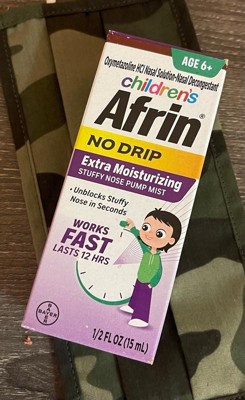 AGE 6+
Oxymetazoline HCl Nasal Solution-Nasal Decongestant
children's
Afrin®
NO DRIP
Extra Moisturizing
STUFFY NOSE PUMP MIST
• Unblocks Stuffy
Nose in Seconds
WORKS
FAST
LASTS 12 HRS
BAYER
1/2 FL OZ (15 mL)